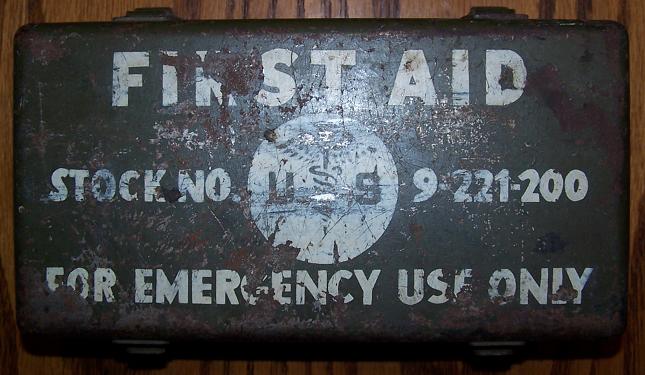 FIRST AID
STOCK NO. U S 9-221-200
FOR EMERGENCY USE ONLY